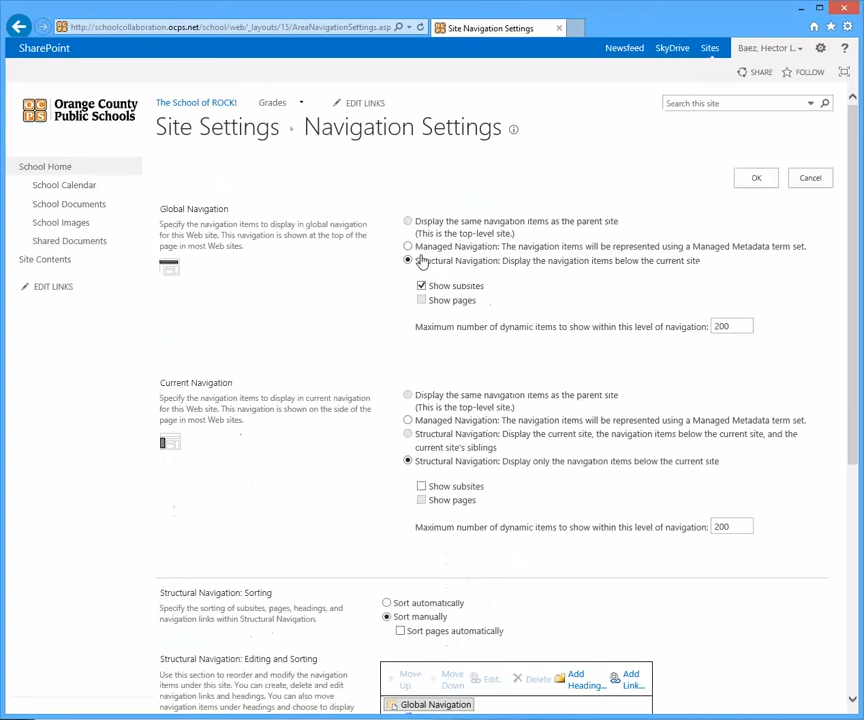 http://schoolcollaboration.ocps.net/school/web/_layouts/15/AreaNavigationSettings.asp
Site Navigation Settings
SharePoint
Newsfeed SkyDrive Sites Baez, Hector L.
SHARE FOLLOW
Orange County
Public Schools
The School of ROCK! Grades EDIT LINKS
Search this site
Site Settings Navigation Settings
School Home
School Calendar
School Documents
School Images
Shared Documents
Site Contents
EDIT LINKS
OK Cancel
Global Navigation
Specify the navigation items to display in global navigation
for this Web site. This navigation is shown at the top of the
page in most Web sites.
Display the same navigation items as the parent site
(This is the top-level site.)
Managed Navigation: The navigation items will be represented using a Managed Metadata term set.
Structural Navigation: Display the navigation items below the current site
Show subsites
Show pages
Maximum number of dynamic items to show within this level of navigation: 200
Current Navigation
Specify the navigation items to display in current navigation
for this Web site. This navigation is shown on the side of the
page in most Web sites.
Display the same navigation items as the parent site
(This is the top-level site.)
Managed Navigation: The navigation items will be represented using a Managed Metadata term set.
Structural Navigation: Display the current site, the navigation items below the current site, and the
current site's siblings
Structural Navigation: Display only the navigation items below the current site
Show subsites
Show pages
Maximum number of dynamic items to show within this level of navigation: 200
Structural Navigation: Sorting
Specify the sorting of subsites, pages, headings, and
navigation links within Structural Navigation.
Sort automatically
Sort manually
Sort pages automatically
Structural Navigation: Editing and Sorting
Use this section to reorder and modify the navigation
items under this site. You can create, delete and edit
navigation links and headings. You can also move
navigation items under headings and choose to display
Move Up Move Down Edit... Delete Add Heading... Add Link...
Global Navigation